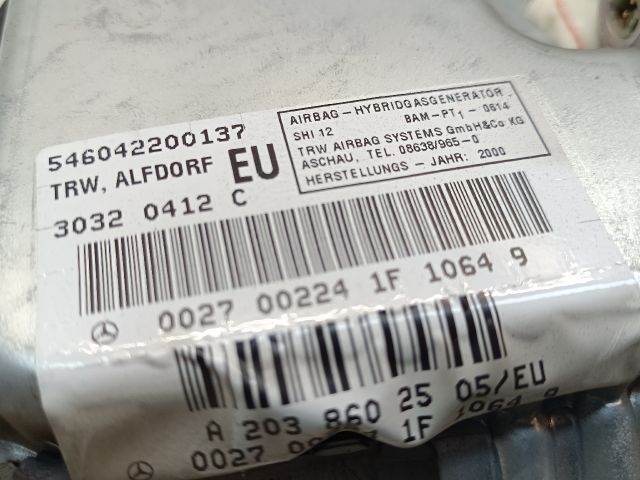 546042200137
TRW, ALFDORF
EU
AIRBAG-HYBRIDGASGENERATOR
SHI 12 BAM-PT1-0614
TRW AIRBAG SYSTEMS GmbH&Co KG
ASCHAU, TEL. 08638/965-0
HERSTELLUNGS - JAHR: 2000
3032 0412 C
0027 00224 1F 1064 9
A 203 860 25 05/EU
0027 1F 1064 9